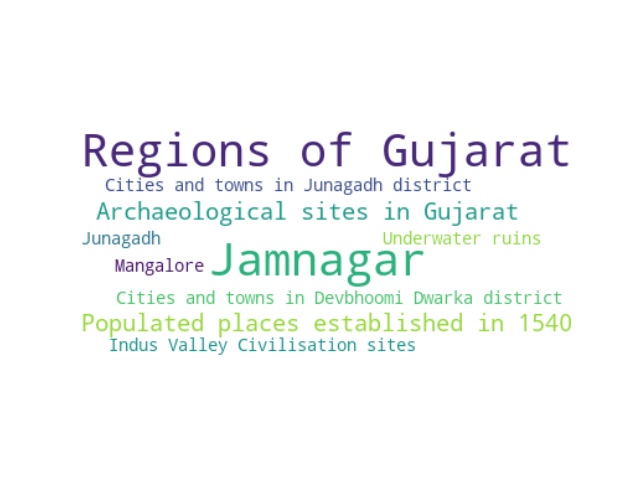 Regions of Gujarat
Cities and towns in Junagadh district
Archaeological sites in Gujarat
Junagadh
Underwater ruins
Mangalore
Jamnagar
Cities and towns in Devbhoomi Dwarka district
Populated places established in 1540
Indus Valley Civilisation sites